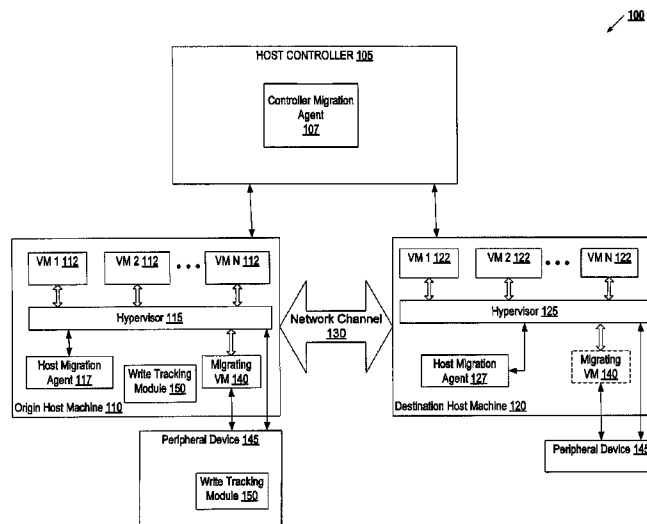 100
HOST CONTROLLER 105
Controller Migration
Agent
107
VM 1 112
VM 2 112
• • •
VM N 112
Hypervisor 115
Host Migration
Agent 117
Write Tracking
Module 150
Migrating
VM 140
Origin Host Machine 110
Network Channel
130
VM 1 122
VM 2 122
• • •
VM N 122
Hypervisor 125
Host Migration
Agent 127
Migrating
VM 140
Destination Host Machine 120
Peripheral Device 145
Write Tracking
Module 150
Peripheral Device 145